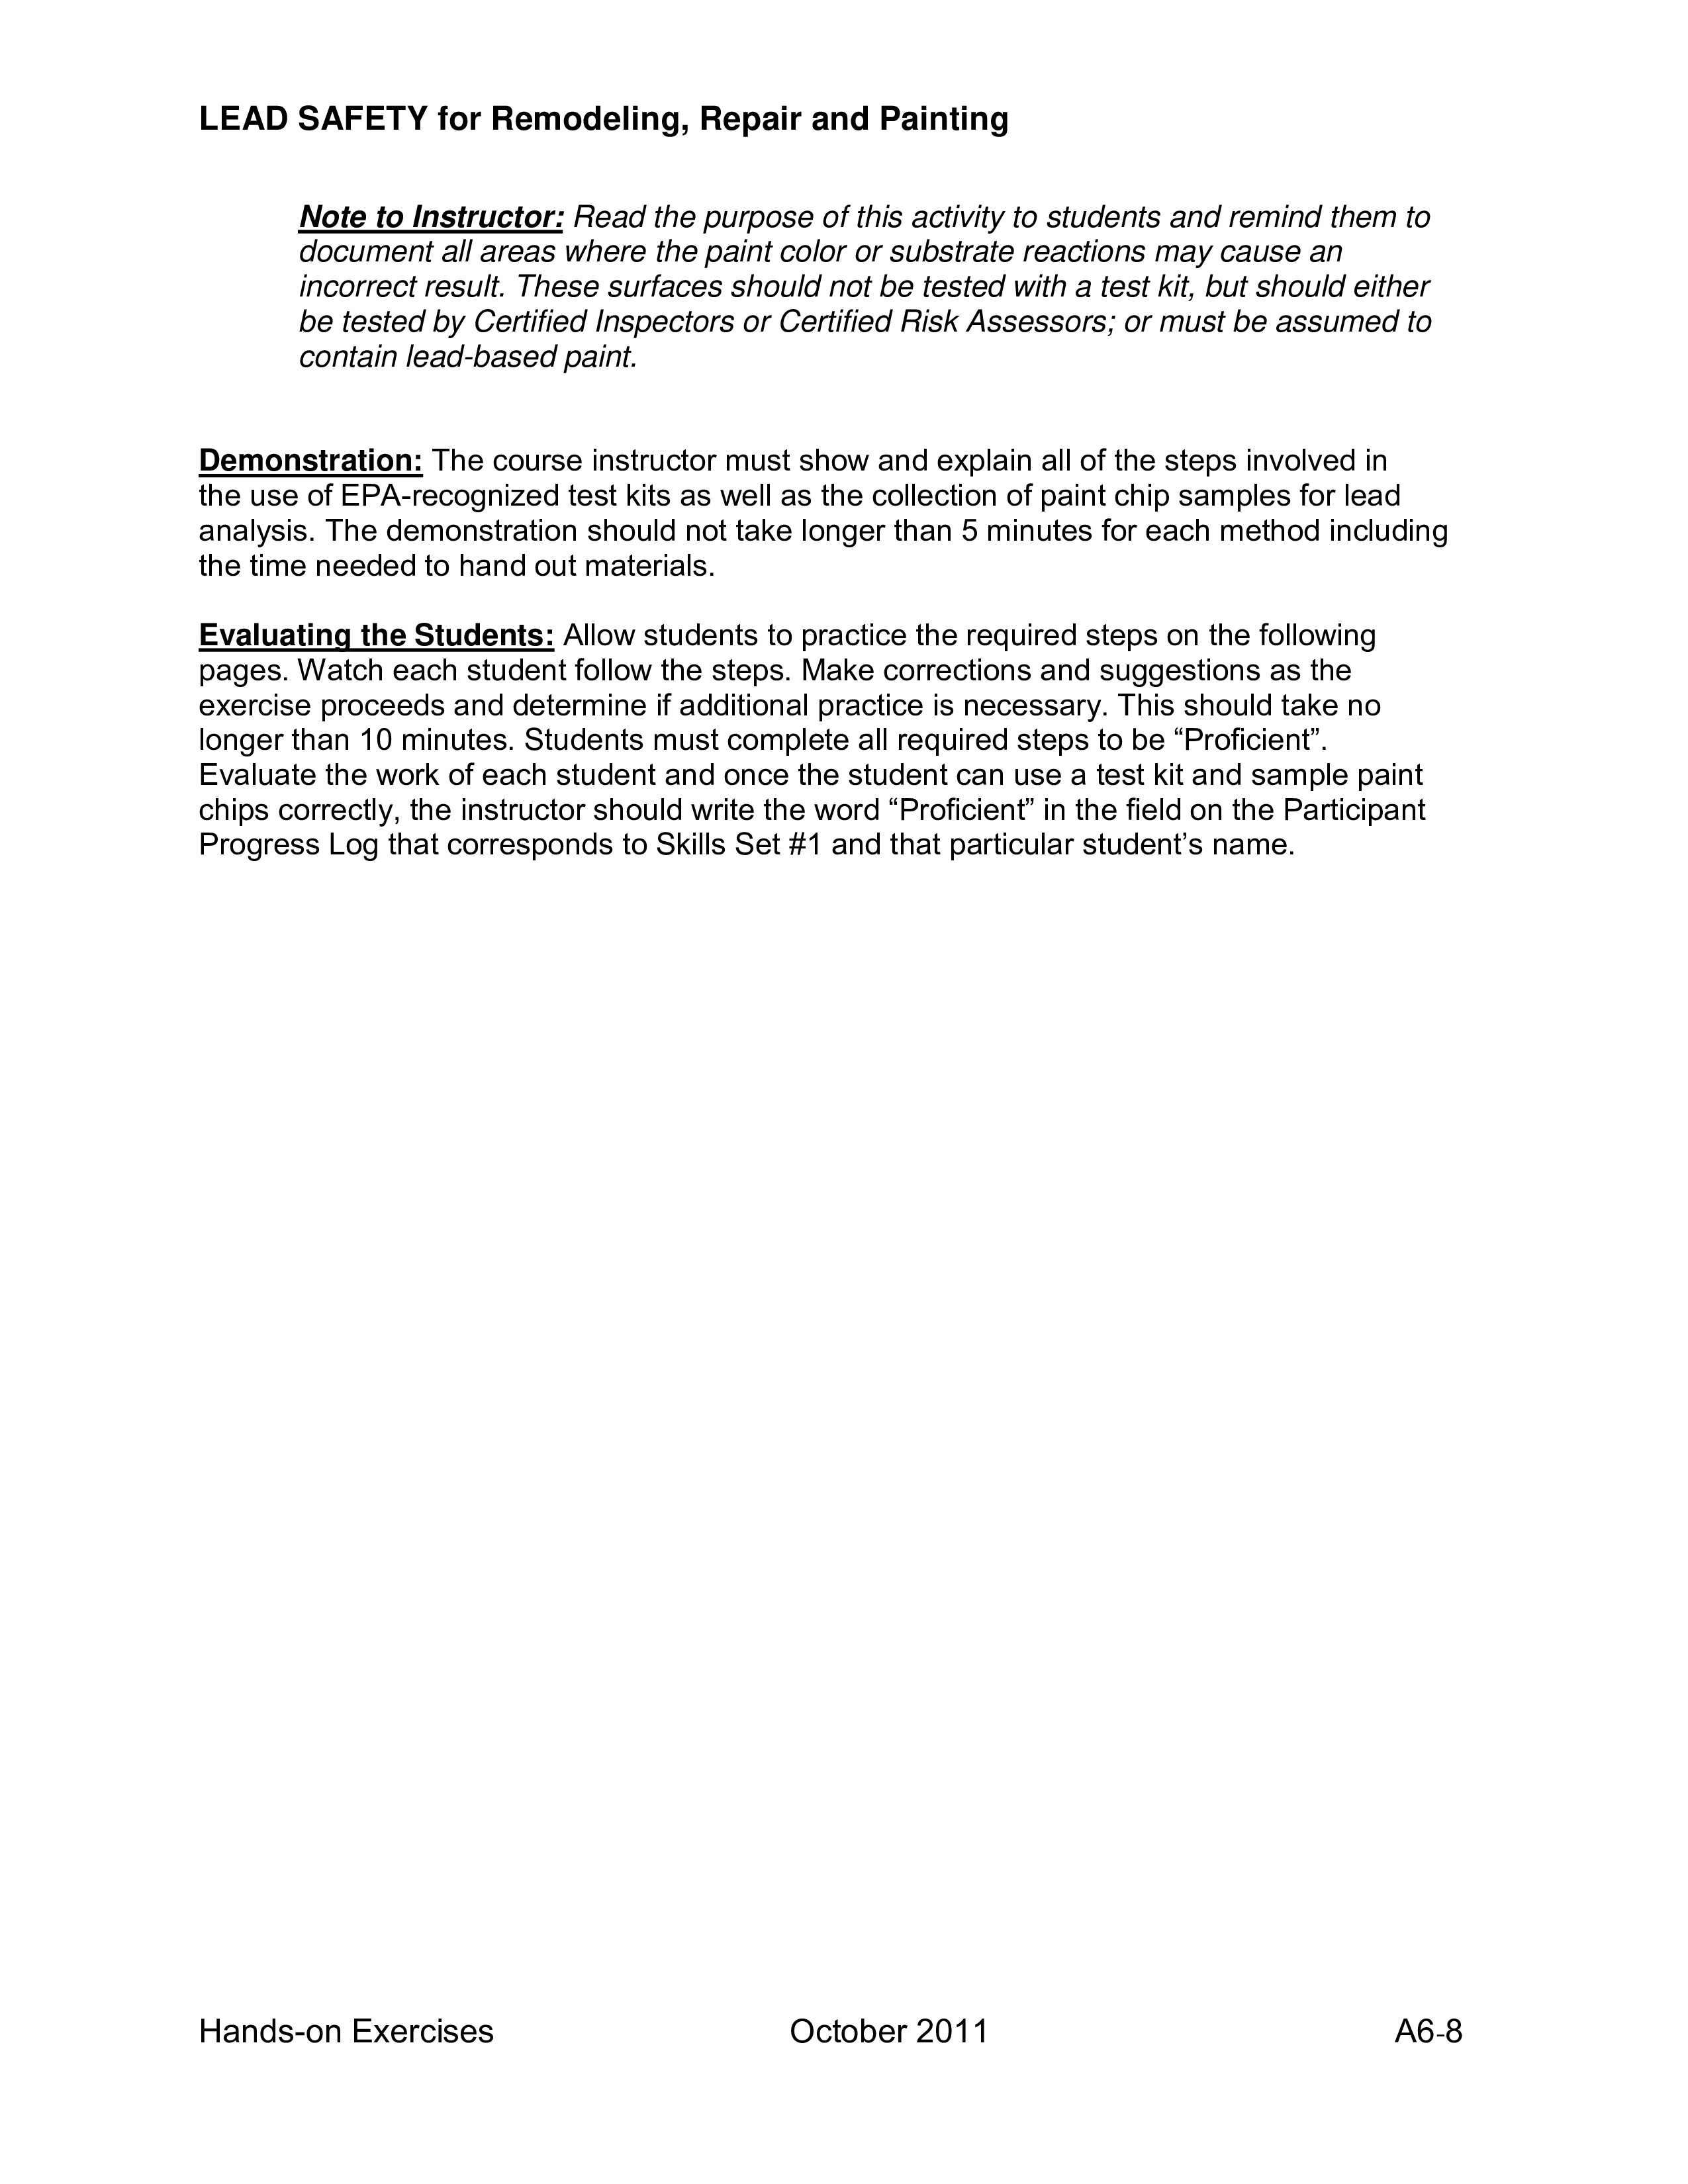 LEAD SAFETY for Remodeling, Repair and Painting
Note to Instructor: Read the purpose of this activity to students and remind them to
document all areas where the paint color or substrate reactions may cause an
incorrect result. These surfaces should not be tested with a test kit, but should either
be tested by Certified Inspectors or Certified Risk Assessors; or must be assumed to
contain lead-based paint.
Demonstration: The course instructor must show and explain all of the steps involved in
the use of EPA-recognized test kits as well as the collection of paint chip samples for lead
analysis. The demonstration should not take longer than 5 minutes for each method including
the time needed to hand out materials.
Evaluating the Students: Allow students to practice the required steps on the following
pages. Watch each student follow the steps. Make corrections and suggestions as the
exercise proceeds and determine if additional practice is necessary. This should take no
longer than 10 minutes. Students must complete all required steps to be “Proficient”.
Evaluate the work of each student and once the student can use a test kit and sample paint
chips correctly, the instructor should write the word “Proficient” in the field on the Participant
Progress Log that corresponds to Skills Set #1 and that particular student’s name.
Hands-on Exercises October 2011 A6-8